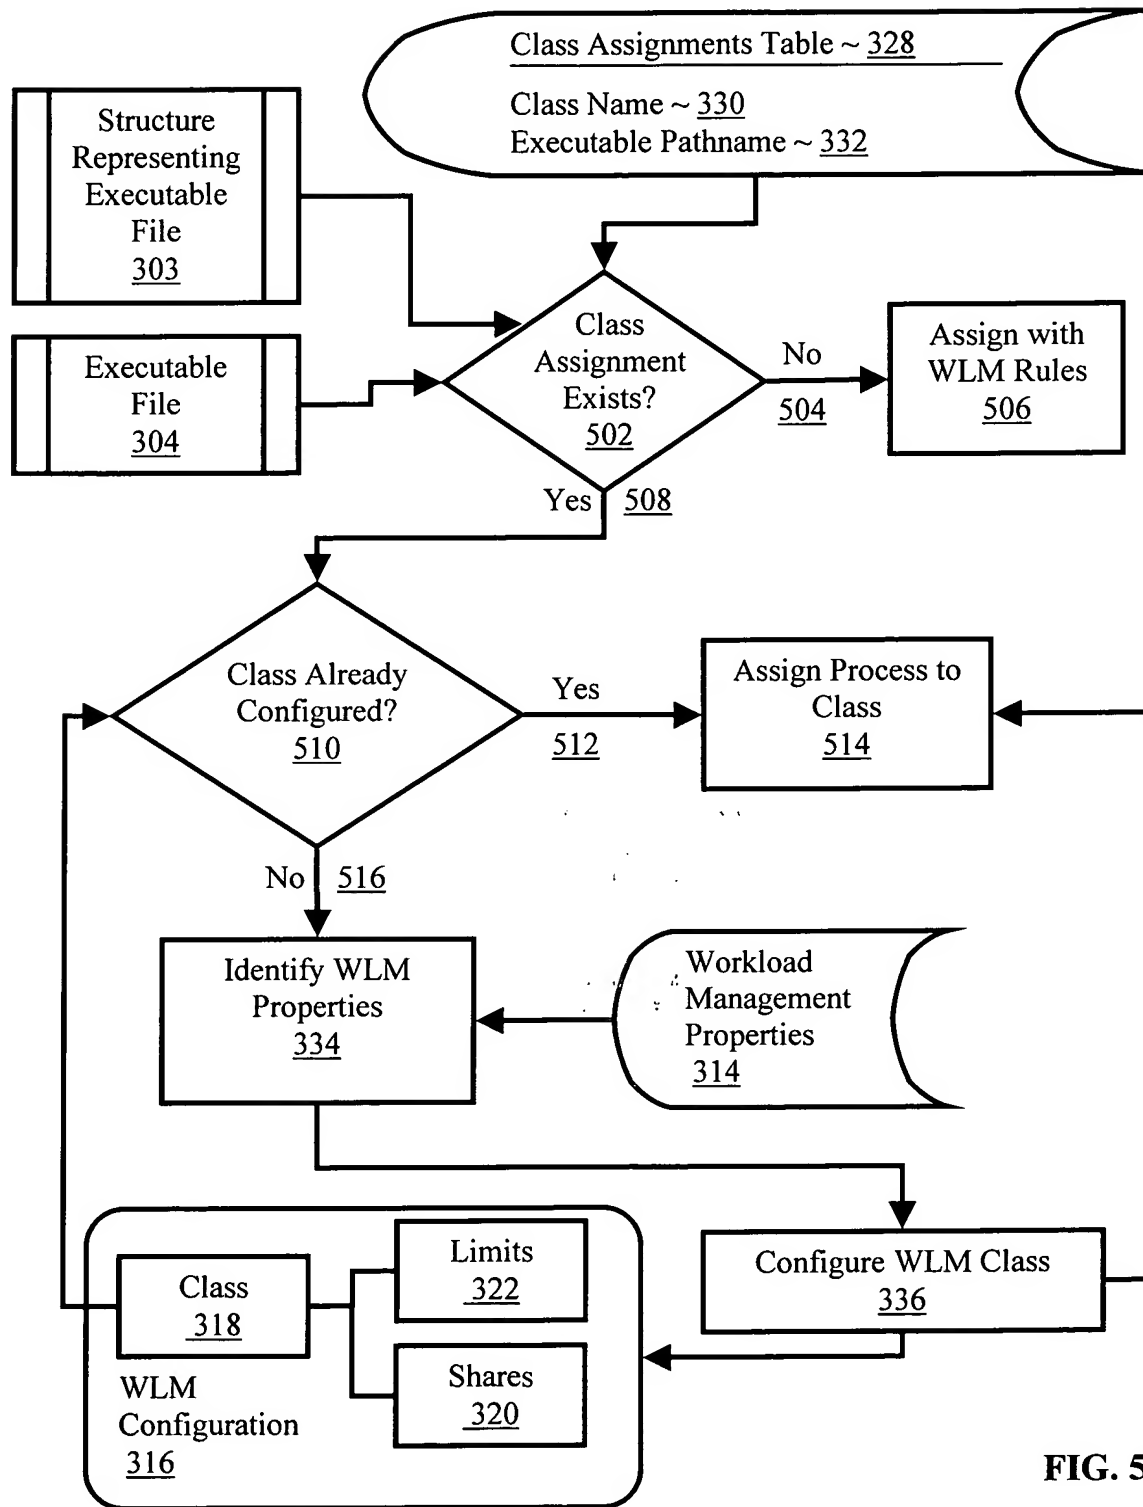 Class Assignments Table ~ 328
Class Name ~ 330
Executable Pathname ~ 332
Structure
Representing
Executable
File
303
Executable
File
304
Class
Assignment
Exists?
502
No
504
Assign with
WLM Rules
506
Yes 508
Class Already
Configured?
510
Yes
512
Assign Process to
Class
514
No 516
Identify WLM
Properties
334
Workload
Management
Properties
314
Configure WLM Class
336
Class
318
Limits
322
Shares
320
WLM
Configuration
316
FIG. 5